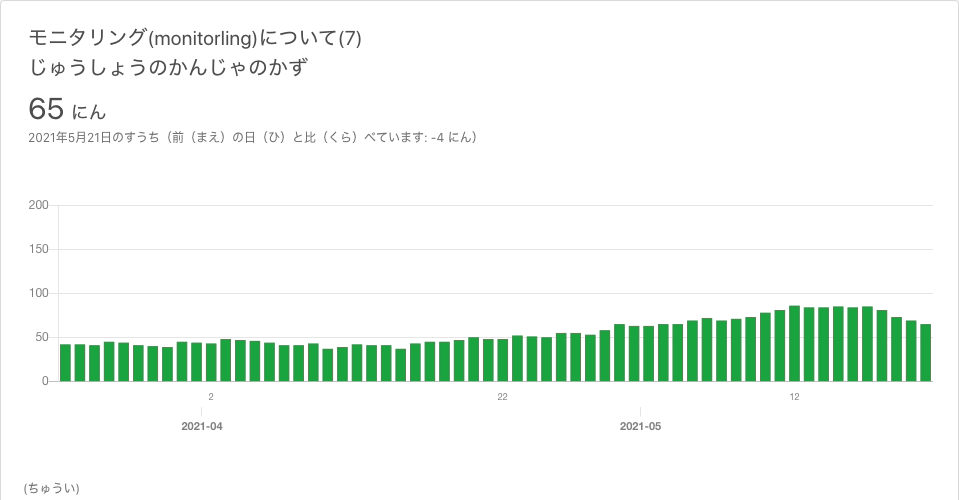 モニタリング(monitorling)について(7)
じゅうしょうのかんじゃのかず
65 にん
2021年5月21日のすうち（前（まえ）の日（ひ）と比（くら）べています: -4 にん）
200
150
100
50
0
2 22 12
2021-04 2021-05
(ちゅうい)